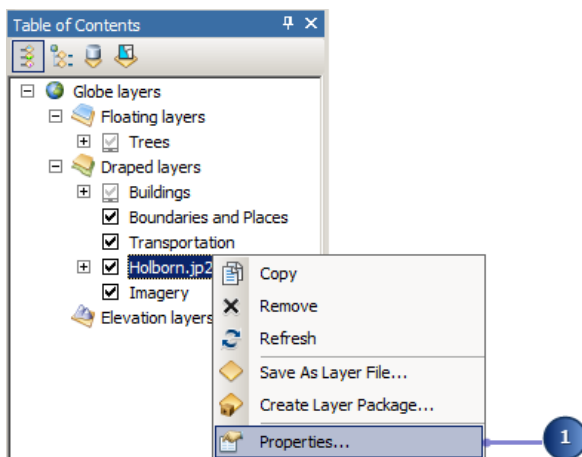 Table of Contents
Globe layers
Floating layers
Trees
Draped layers
Buildings
Boundaries and Places
Transportation
Holborn.jp2
Imagery
Elevation layers
Copy
Remove
Refresh
Save As Layer File...
Create Layer Package...
Properties...
1